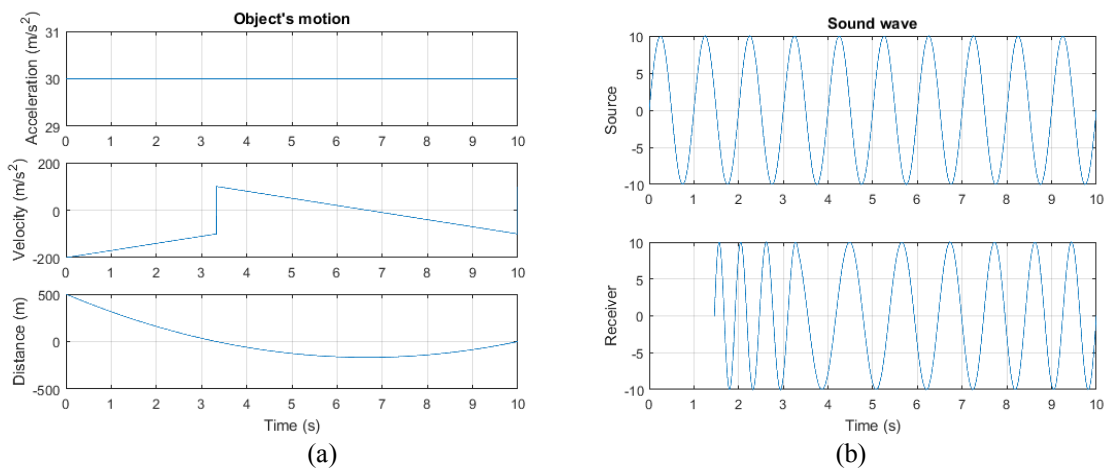 Object's motion
Acceleration (m/s²)
31
30
29
0 1 2 3 4 5 6 7 8 9 10
Velocity (m/s²)
200
0
-200
0 1 2 3 4 5 6 7 8 9 10
Distance (m)
500
0
-500
0 1 2 3 4 5 6 7 8 9 10
Time (s)
(a)
Sound wave
Source
10
5
0
-5
-10
0 1 2 3 4 5 6 7 8 9 10
Receiver
10
5
0
-5
-10
0 1 2 3 4 5 6 7 8 9 10
Time (s)
(b)